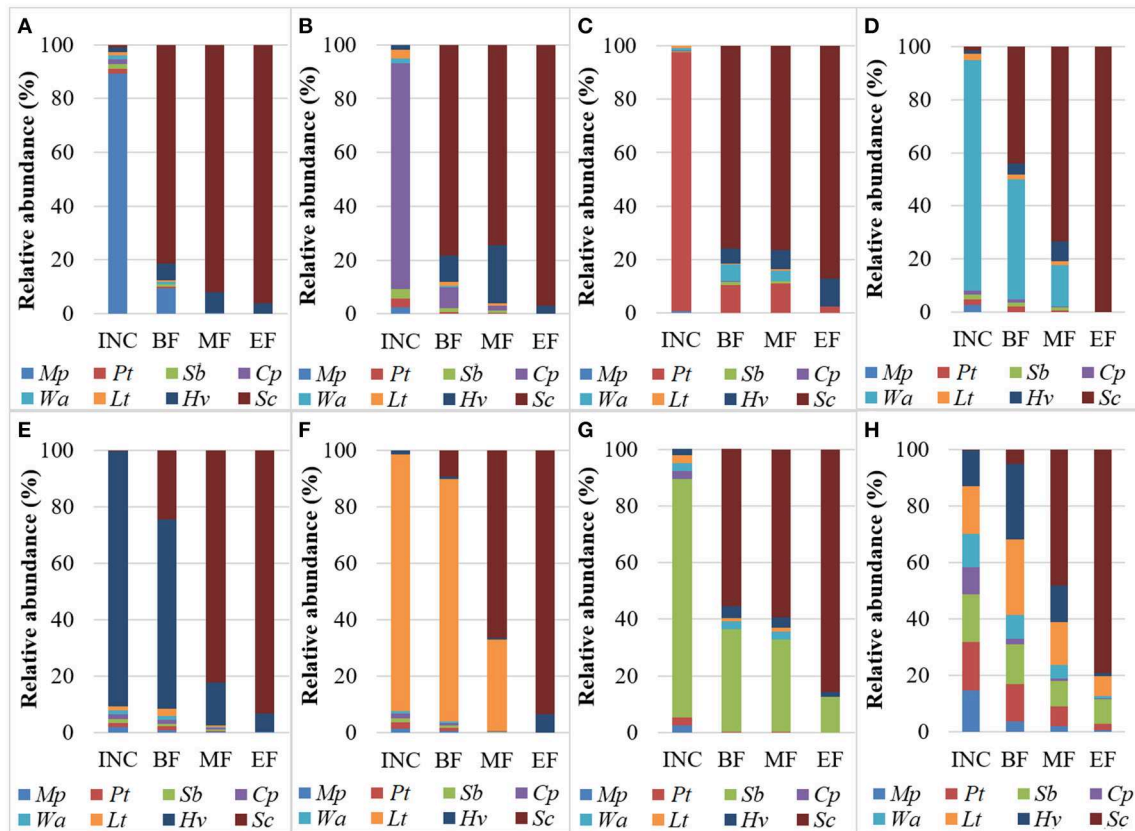 A
Relative abundance (%)
100
80
60
40
20
0
INC BF MF EF
Mp Pt Sb Cp
Wa Lt Hv Sc
B
Relative abundance (%)
100
80
60
40
20
0
INC BF MF EF
Mp Pt Sb Cp
Wa Lt Hv Sc
C
Relative abundance (%)
100
80
60
40
20
0
INC BF MF EF
Mp Pt Sb Cp
Wa Lt Hv Sc
D
Relative abundance (%)
100
80
60
40
20
0
INC BF MF EF
Mp Pt Sb Cp
Wa Lt Hv Sc
E
Relative abundance (%)
100
80
60
40
20
0
INC BF MF EF
Mp Pt Sb Cp
Wa Lt Hv Sc
F
Relative abundance (%)
100
80
60
40
20
0
INC BF MF EF
Mp Pt Sb Cp
Wa Lt Hv Sc
G
Relative abundance (%)
100
80
60
40
20
0
INC BF MF EF
Mp Pt Sb Cp
Wa Lt Hv Sc
H
Relative abundance (%)
100
80
60
40
20
0
INC BF MF EF
Mp Pt Sb Cp
Wa Lt Hv Sc